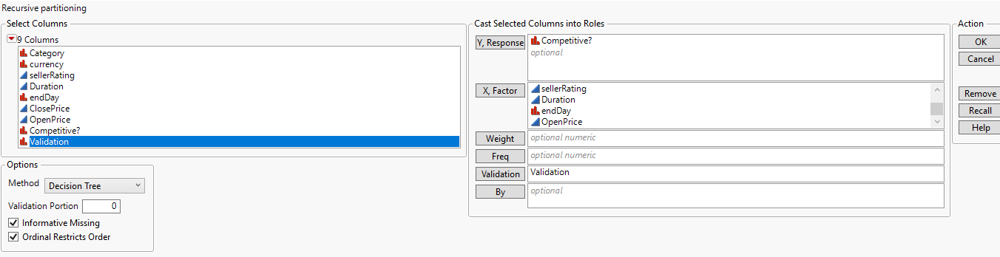 Recursive partitioning
Select Columns
9 Columns
Category
currency
sellerRating
Duration
endDay
ClosePrice
OpenPrice
Competitive?
Validation
Options
Method Decision Tree
Validation Portion 0
Informative Missing
Ordinal Restricts Order
Cast Selected Columns into Roles
Y, Response Competitive?
optional
X, Factor sellerRating
Duration
endDay
OpenPrice
Weight optional numeric
Freq optional numeric
Validation Validation
By optional
Action
OK
Cancel
Remove
Recall
Help